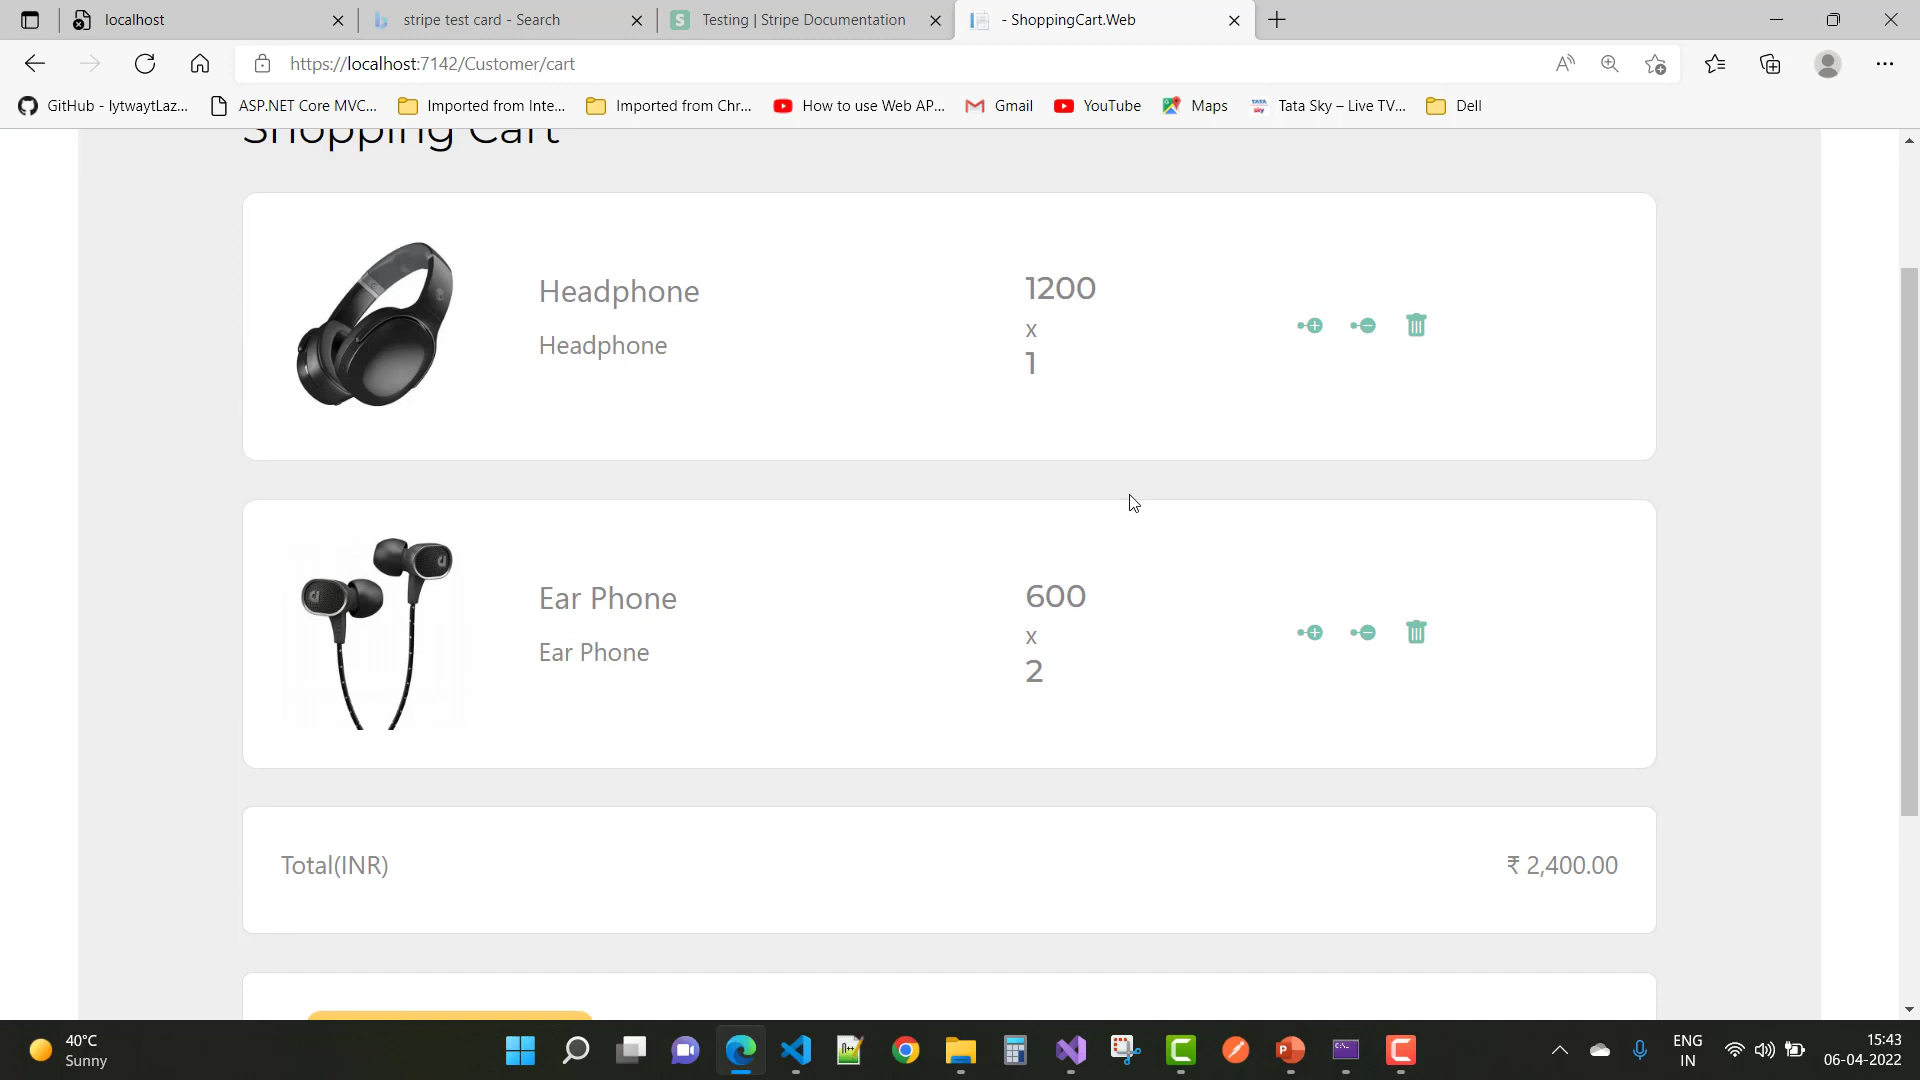 localhost
stripe test card - Search
Testing | Stripe Documentation
- ShoppingCart.Web
https://localhost:7142/Customer/cart
GitHub - lytwaytLaz...
ASP.NET Core MVC...
Imported from Inte...
Imported from Chr...
How to use Web AP...
Gmail
YouTube
Maps
Tata Sky – Live TV...
Dell
Shopping Cart
Headphone
Headphone
1200
x
1
Ear Phone
Ear Phone
600
x
2
Total(INR)
₹ 2,400.00
40°C
Sunny
ENG
IN
15:43
06-04-2022